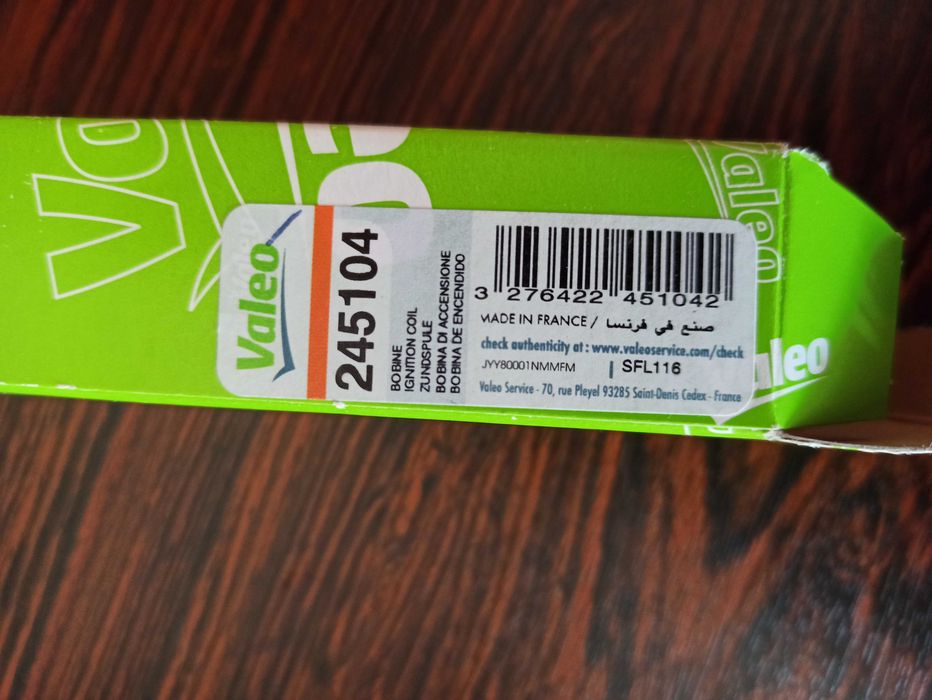 Valeo
Valeo
245104
BOBINE
IGNITION COIL
ZUNDSPULE
BOBINA DI ACCENSIONE
BOBINA DE ENCENDIDO
3 276422 451042
MADE IN FRANCE / صنع في فرنسا
check authenticity at : www.valeoservice.com/check
JYY80001NMMFM | SFL116
Valeo Service - 70, rue Pleyel 93285 Saint-Denis Cedex - France
Valeo